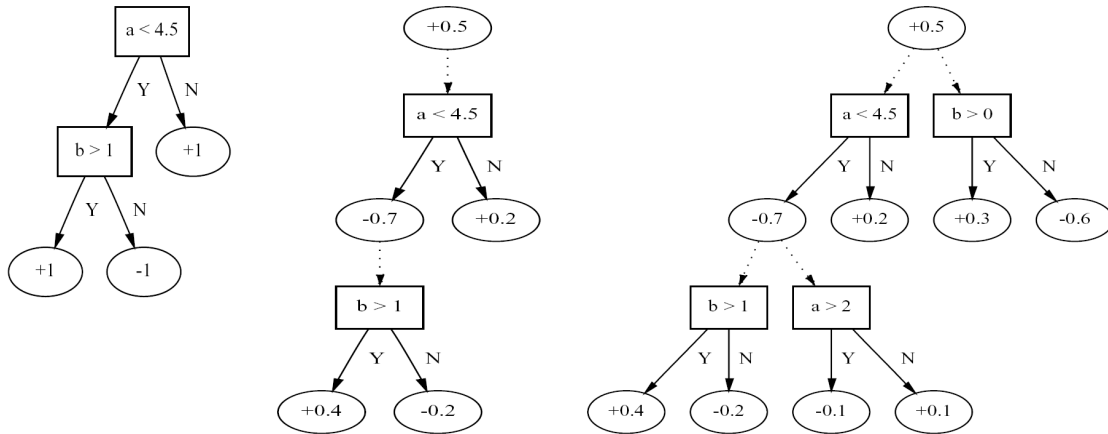 a < 4.5
Y N
b > 1 +1
Y N
+1 -1
+0.5
a < 4.5
Y N
-0.7 +0.2
b > 1
Y N
+0.4 -0.2
+0.5
a < 4.5 b > 0
Y N Y N
-0.7 +0.2 +0.3 -0.6
b > 1 a > 2
Y N Y N
+0.4 -0.2 -0.1 +0.1